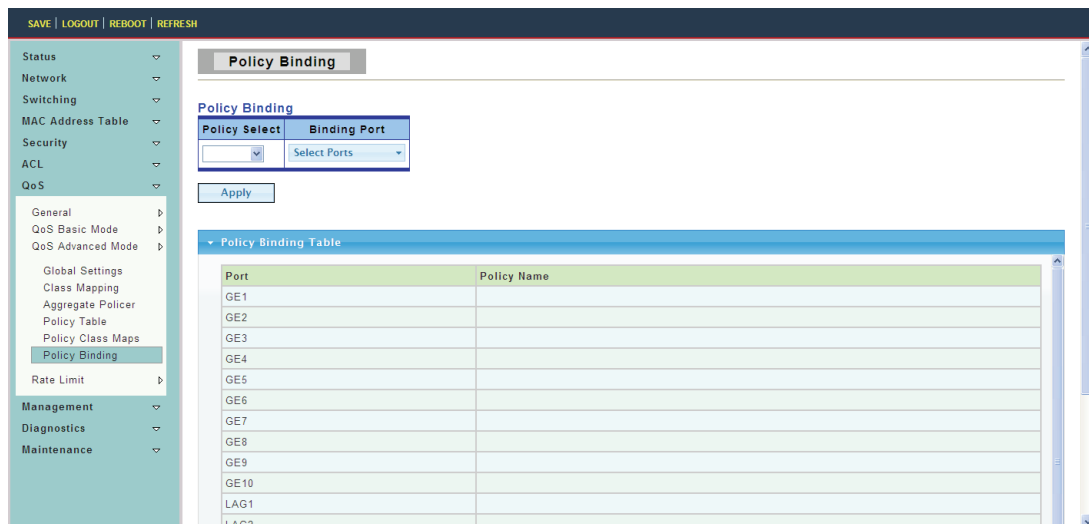 SAVE | LOGOUT | REBOOT | REFRESH
Status
Network
Switching
MAC Address Table
Security
ACL
QoS
General
QoS Basic Mode
QoS Advanced Mode
Global Settings
Class Mapping
Aggregate Policer
Policy Table
Policy Class Maps
Policy Binding
Rate Limit
Management
Diagnostics
Maintenance
Policy Binding
Policy Binding
Policy Select Binding Port
Select Ports
Apply
Policy Binding Table
Port Policy Name
GE1
GE2
GE3
GE4
GE5
GE6
GE7
GE8
GE9
GE10
LAG1
LAG2